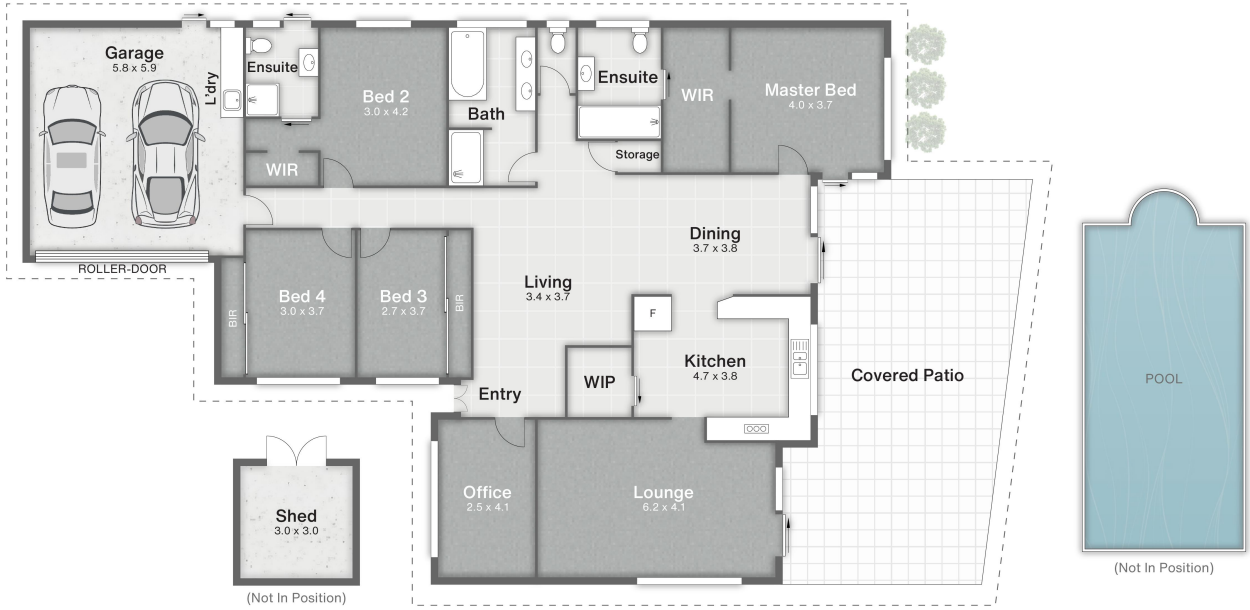 Garage
5.8 x 5.9
L'dry
Ensuite
Bed 2
3.0 x 4.2
WIR
Bath
Ensuite
WIR
Master Bed
4.0 x 3.7
Storage
ROLLER-DOOR
BIR
Bed 4
3.0 x 3.7
Bed 3
2.7 x 3.7
BIR
Living
3.4 x 3.7
Dining
3.7 x 3.8
F
Kitchen
4.7 x 3.8
WIP
Entry
Covered Patio
POOL
(Not In Position)
Office
2.5 x 4.1
Lounge
6.2 x 4.1
Shed
3.0 x 3.0
(Not In Position)